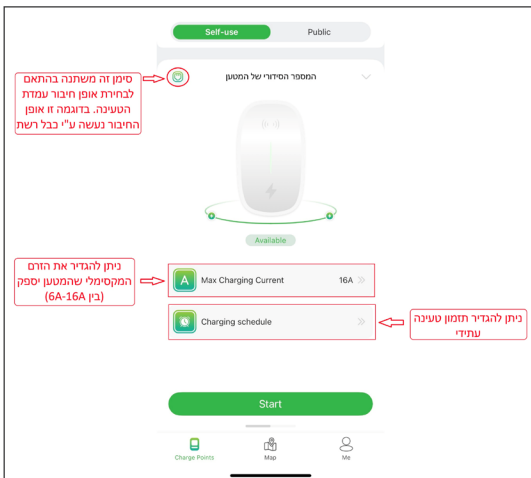 Self-use
Public
סימן זה משתנה בהתאם
לבחירת אופן חיבור עמדת
הטעינה. בדוגמה זו אופן
החיבור נעשה ע"י כבל רשת
המספר הסידורי של המטען
Available
ניתן להגדיר את הזרם
המקסימלי שהמטען יספק
(בין 6A-16A)
A
Max Charging Current
16A
Charging schedule
ניתן להגדיר תזמון טעינה
עתידי
Start
Charge Points
Map
Me